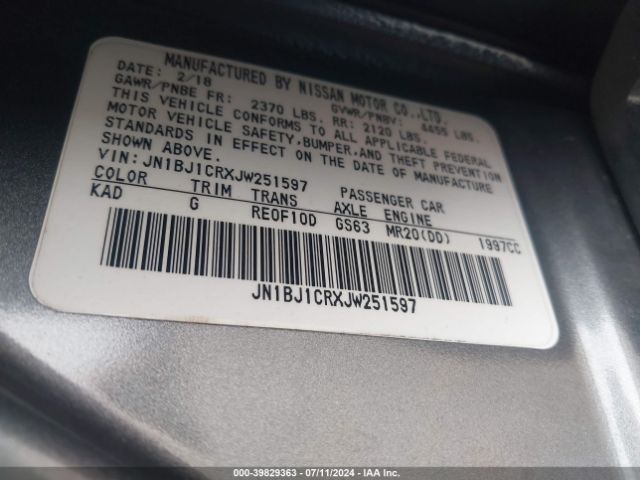 MANUFACTURED BY NISSAN MOTOR CO.,LTD.
DATE: 2/18 GVWR/PNBV: 4455 LBS.
GAWR/PNBE FR: 2370 LBS. RR: 2120 LBS.
THIS VEHICLE CONFORMS TO ALL APPLICABLE FEDERAL
MOTOR VEHICLE SAFETY,BUMPER,AND THEFT PREVENTION
STANDARDS IN EFFECT ON THE DATE OF MANUFACTURE
SHOWN ABOVE.
VIN: JN1BJ1CRXJW251597 PASSENGER CAR
COLOR TRIM TRANS AXLE ENGINE
KAD G RE0F10D GS63 MR20(DD) 1997CC
JN1BJ1CRXJW251597
000-39829363 - 07/11/2024 - IAA Inc.